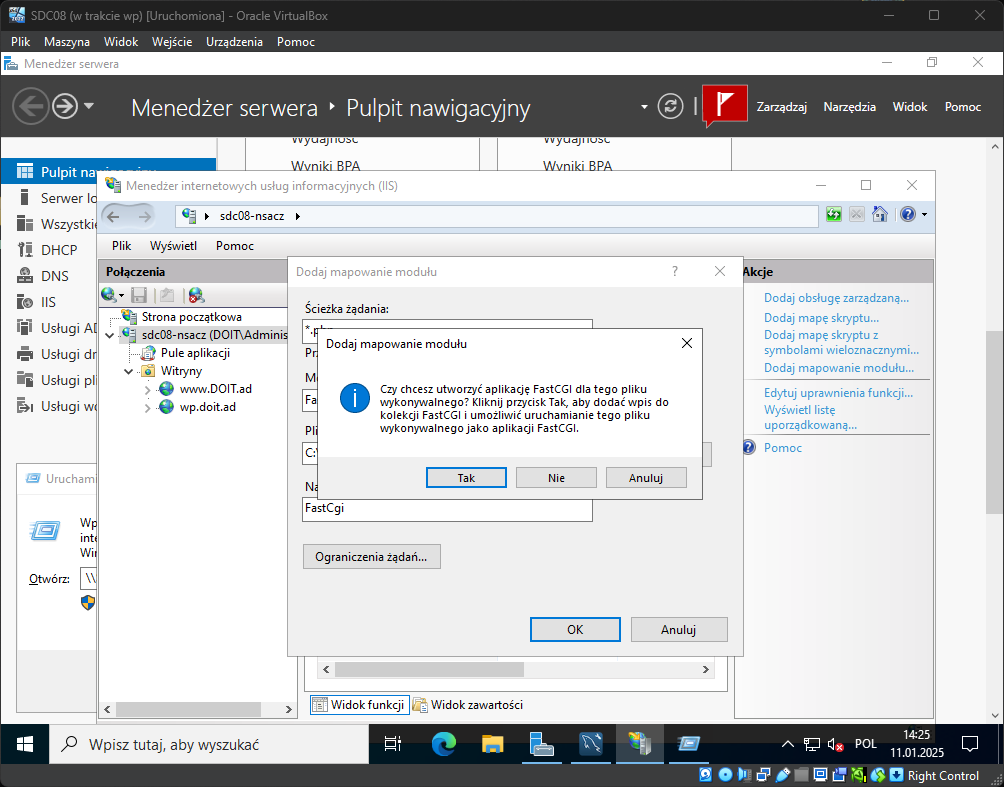 SDC08 (w trakcie wp) [Uruchomiona] - Oracle VirtualBox
Plik Maszyna Widok Wejście Urządzenia Pomoc
Menedżer serwera
Menedżer serwera Pulpit nawigacyjny
Zarządzaj Narzędzia Widok Pomoc
Wydajność
Wydajność
Wyniki BPA
Wyniki BPA
Pulpit nawigacyjny
Serwer lo
Wszystkie
DHCP
DNS
IIS
Usługi AD
Usługi dr
Usługi pli
Usługi wd
Menedżer internetowych usług informacyjnych (IIS)
sdc08-nsacz
Plik Wyświetl Pomoc
Połączenia
Strona początkowa
sdc08-nsacz (DOIT\Adminis
Pule aplikacji
Witryny
www.DOIT.ad
wp.doit.ad
Dodaj mapowanie modułu
?
Ścieżka żądania:
*.php
Dodaj mapowanie modułu
Czy chcesz utworzyć aplikację FastCGI dla tego pliku
wykonywalnego? Kliknij przycisk Tak, aby dodać wpis do
kolekcji FastCGI i umożliwić uruchamianie tego pliku
wykonywalnego jako aplikacji FastCGI.
Tak Nie Anuluj
FastCgi
Ograniczenia żądań...
OK Anuluj
Akcje
Dodaj obsługę zarządzaną...
Dodaj mapę skryptu...
Dodaj mapę skryptu z
symbolami wieloznacznymi...
Dodaj mapowanie modułu...
Edytuj uprawnienia funkcji...
Wyświetl listę
uporządkowaną...
Pomoc
Uruchami
Wp
inte
Win
Otwórz: \\
Widok funkcji Widok zawartości
Wpisz tutaj, aby wyszukać
POL
14:25
11.01.2025
Right Control